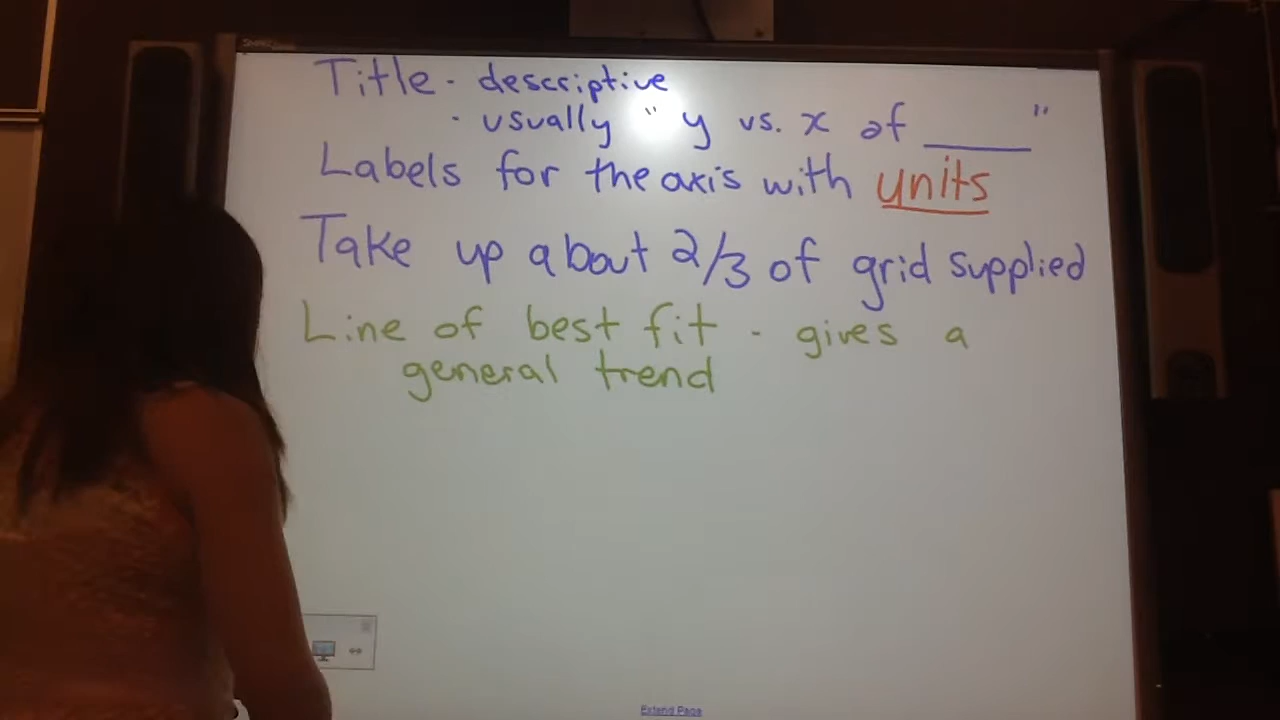 Title - descriptive
· usually " y vs. x of ____ "
Labels for the axis with units
Take up about 2/3 of grid supplied
Line of best fit - gives a
general trend
Extend Page